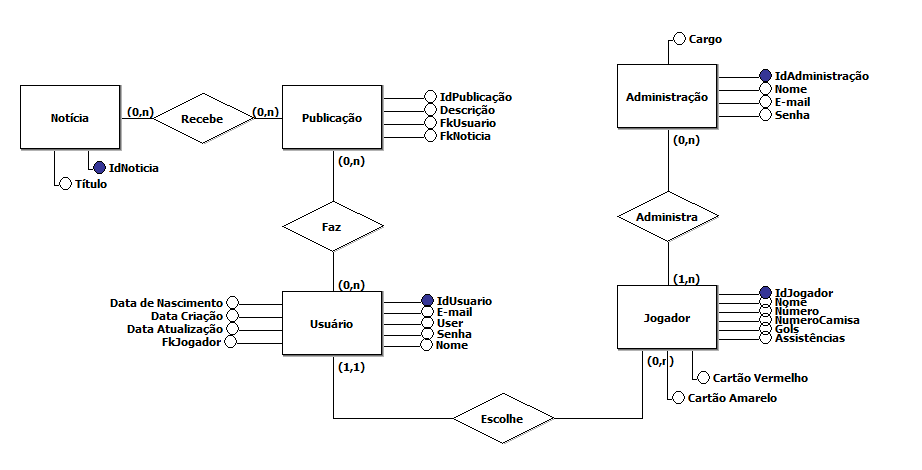 Cargo
Administração
IdAdministração
Nome
E-mail
Senha
(0,n)
Notícia
(0,n)
Recebe
(0,n)
Publicação
IdPublicação
Descrição
FkUsuario
FkNoticia
(0,n)
IdNoticia
Título
Faz
Administra
(0,n)
Usuário
Data de Nascimento
Data Criação
Data Atualização
FkJogador
IdUsuario
E-mail
User
Senha
Nome
(1,1)
(1,n)
Jogador
IdJogador
Nome
Número
NumeroCamisa
Gols
Assistências
(0,n)
Cartão Vermelho
Cartão Amarelo
Escolhe